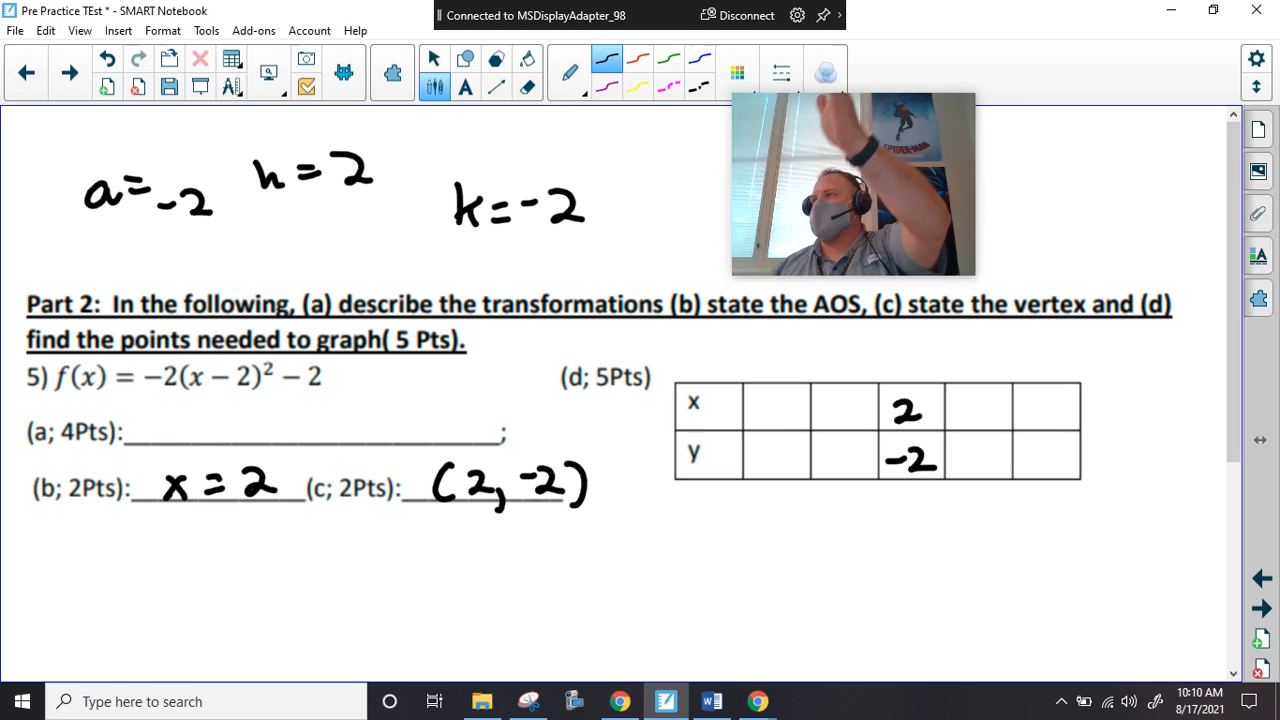 Pre Practice TEst * - SMART Notebook
Connected to MSDisplayAdapter_98
Disconnect
File Edit View Insert Format Tools Add-ons Account Help
SPIDER-MAN
a=-2 h=2 k=-2
Part 2: In the following, (a) describe the transformations (b) state the AOS, (c) state the vertex and (d)
find the points needed to graph( 5 Pts).
5) f(x) = −2(x − 2)² − 2 (d; 5Pts)
x 2
(a; 4Pts):______________________________;
y -2
(b; 2Pts): x = 2 (c; 2Pts): (2, -2)
Type here to search
10:10 AM
8/17/2021